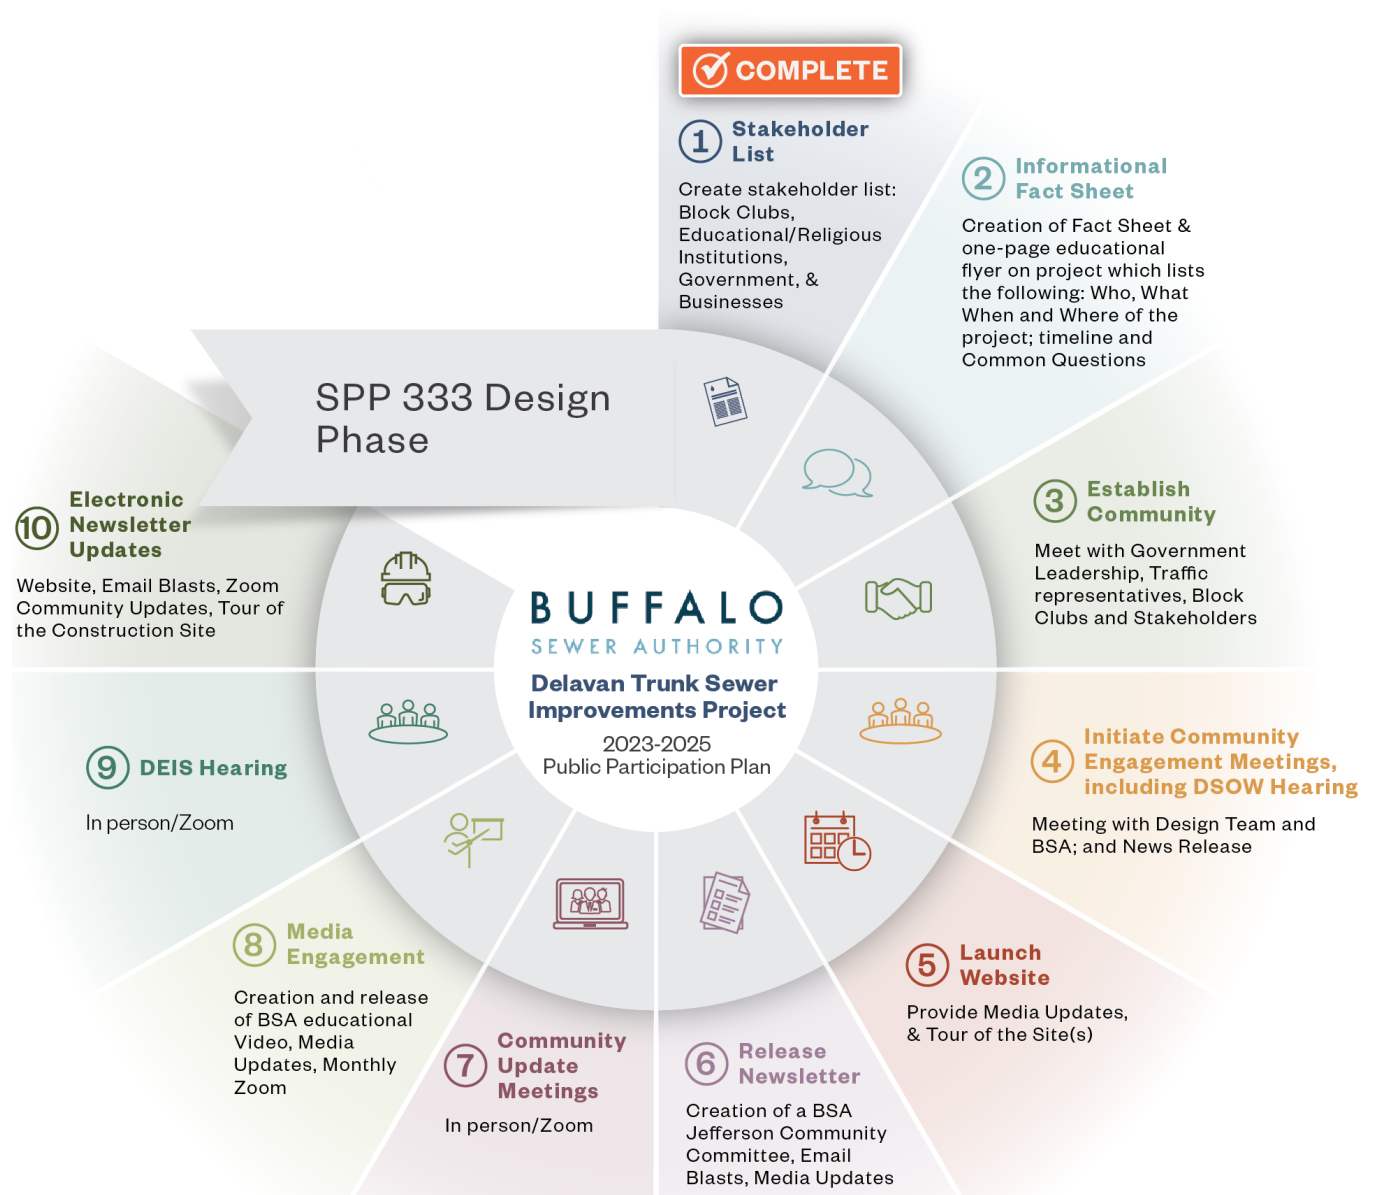 COMPLETE
1
Stakeholder
List
Create stakeholder list:
Block Clubs,
Educational/Religious
Institutions,
Government, &
Businesses
2
Informational
Fact Sheet
Creation of Fact Sheet &
one-page educational
flyer on project which lists
the following: Who, What
When and Where of the
project; timeline and
Common Questions
SPP 333 Design
Phase
3
Establish
Community
Meet with Government
Leadership, Traffic
representatives, Block
Clubs and Stakeholders
BUFFALO
SEWER AUTHORITY
Delavan Trunk Sewer
Improvements Project
2023-2025
Public Participation Plan
4
Initiate Community
Engagement Meetings,
including DSOW Hearing
Meeting with Design Team and
BSA; and News Release
5
Launch
Website
Provide Media Updates,
& Tour of the Site(s)
6
Release
Newsletter
Creation of a BSA
Jefferson Community
Committee, Email
Blasts, Media Updates
7
Community
Update
Meetings
In person/Zoom
8
Media
Engagement
Creation and release
of BSA educational
Video, Media
Updates, Monthly
Zoom
9
DEIS Hearing
In person/Zoom
10
Electronic
Newsletter
Updates
Website, Email Blasts, Zoom
Community Updates, Tour of
the Construction Site